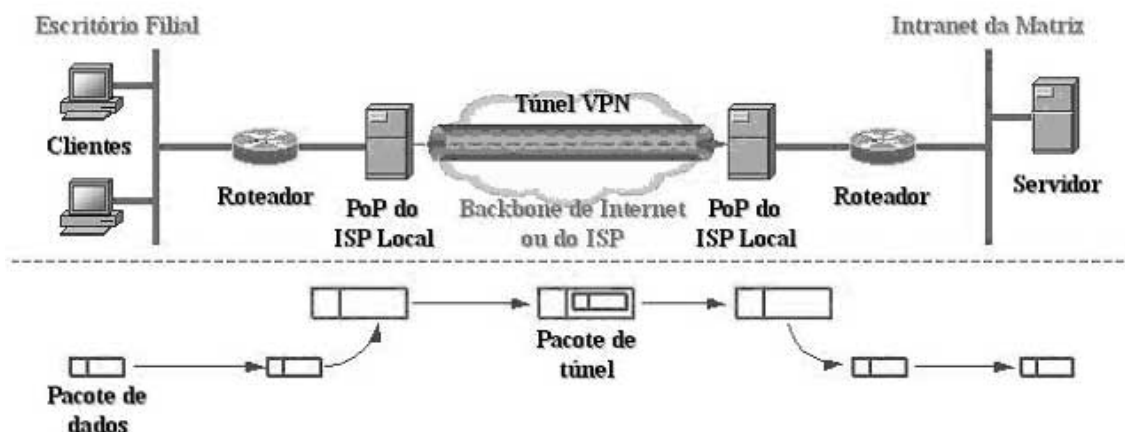 Escritório Filial
Intranet da Matriz
Túnel VPN
Clientes
Roteador
PoP do
ISP Local
Backbone de Internet
ou do ISP
PoP do
ISP Local
Roteador
Servidor
Pacote de
túnel
Pacote de
dados